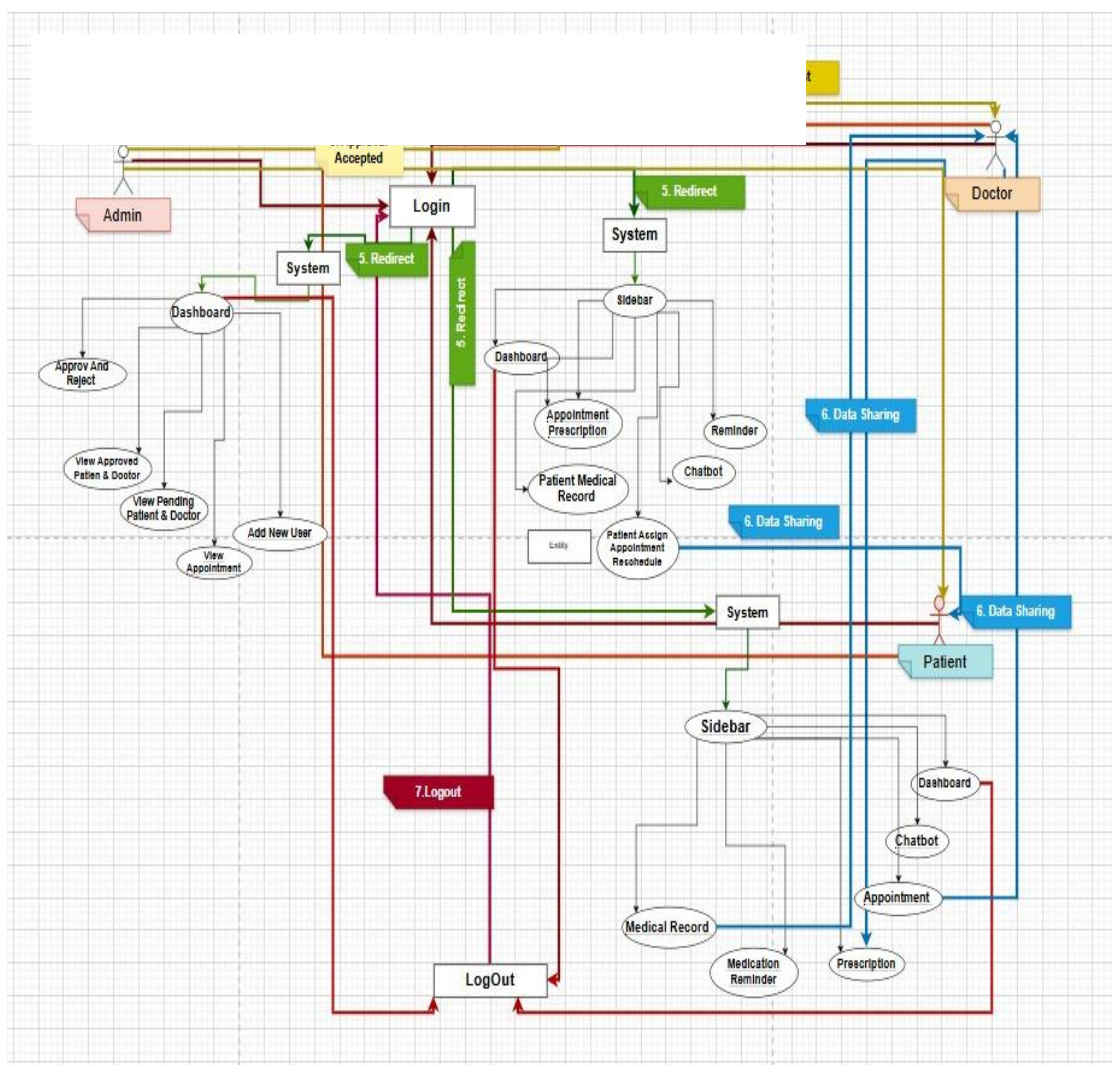 Accepted
Admin
Doctor
Login
5. Redirect
System
5. Redirect
System
5. Redirect
Dashboard
Sidebar
Approv And
Reject
Dashboard
Appointment
Prescription
Reminder
View Approved
Patien & Dootor
Patient Medical
Record
Chatbot
View Pending
Patient & Dootor
Add New User
View
Appointment
Entity
Patient Assign
Appointment
Reschedule
6. Data Sharing
6. Data Sharing
System
6. Data Sharing
Patient
Sidebar
Dashboard
7.Logout
Chatbot
Appointment
Medical Record
Medication
Reminder
Prescription
LogOut